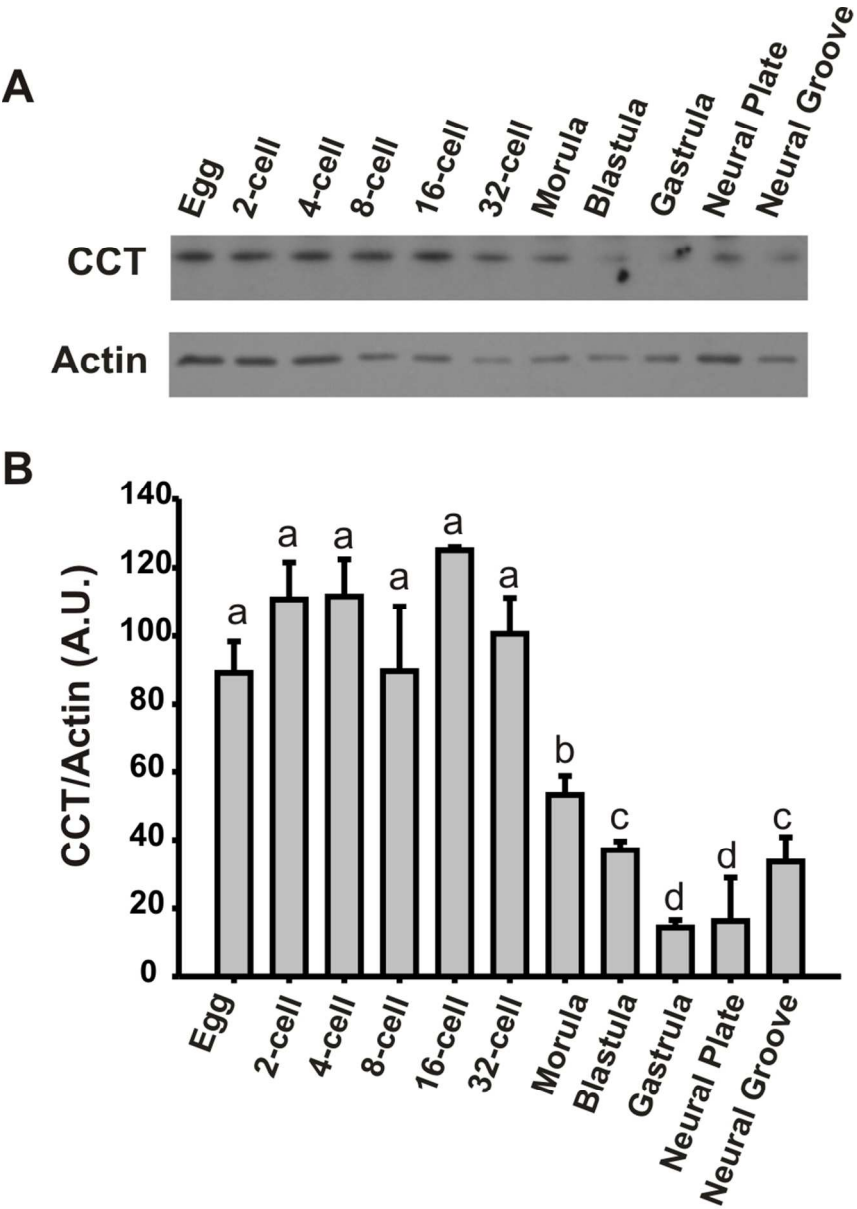 A
Egg 2-cell 4-cell 8-cell 16-cell 32-cell Morula Blastula Gastrula Neural Plate Neural Groove
CCT
Actin
B
CCT/Actin (A.U.)
140
120
100
80
60
40
20
0
a a a a a a b c d d c
Egg 2-cell 4-cell 8-cell 16-cell 32-cell Morula Blastula Gastrula Neural Plate Neural Groove